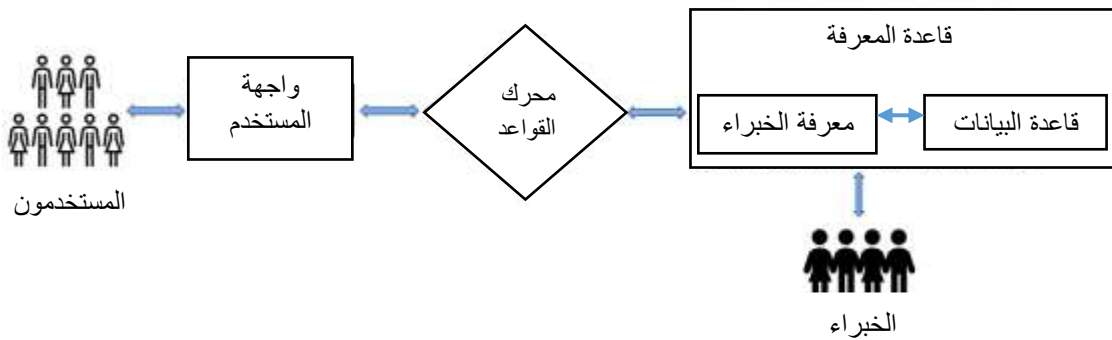 قاعدة المعرفة
واجهة
المستخدم
محرك
القواعد
معرفة الخبراء
قاعدة البيانات
المستخدمون
الخبراء